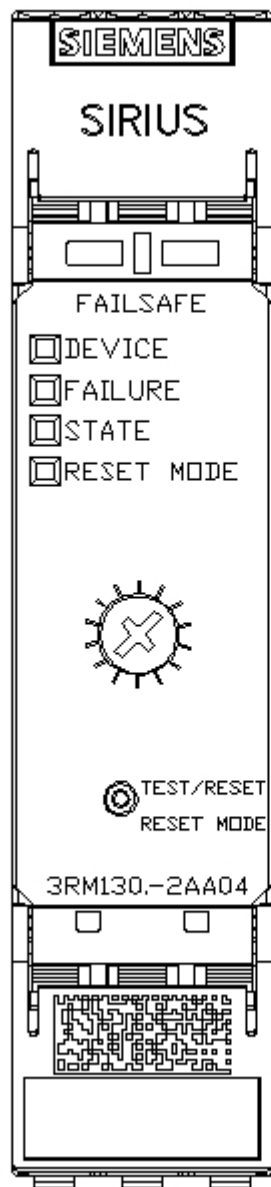 SIEMENS
SIRIUS
FAILSAFE
DEVICE
FAILURE
STATE
RESET MODE
TEST/RESET
RESET MODE
3RM130.-2AA04